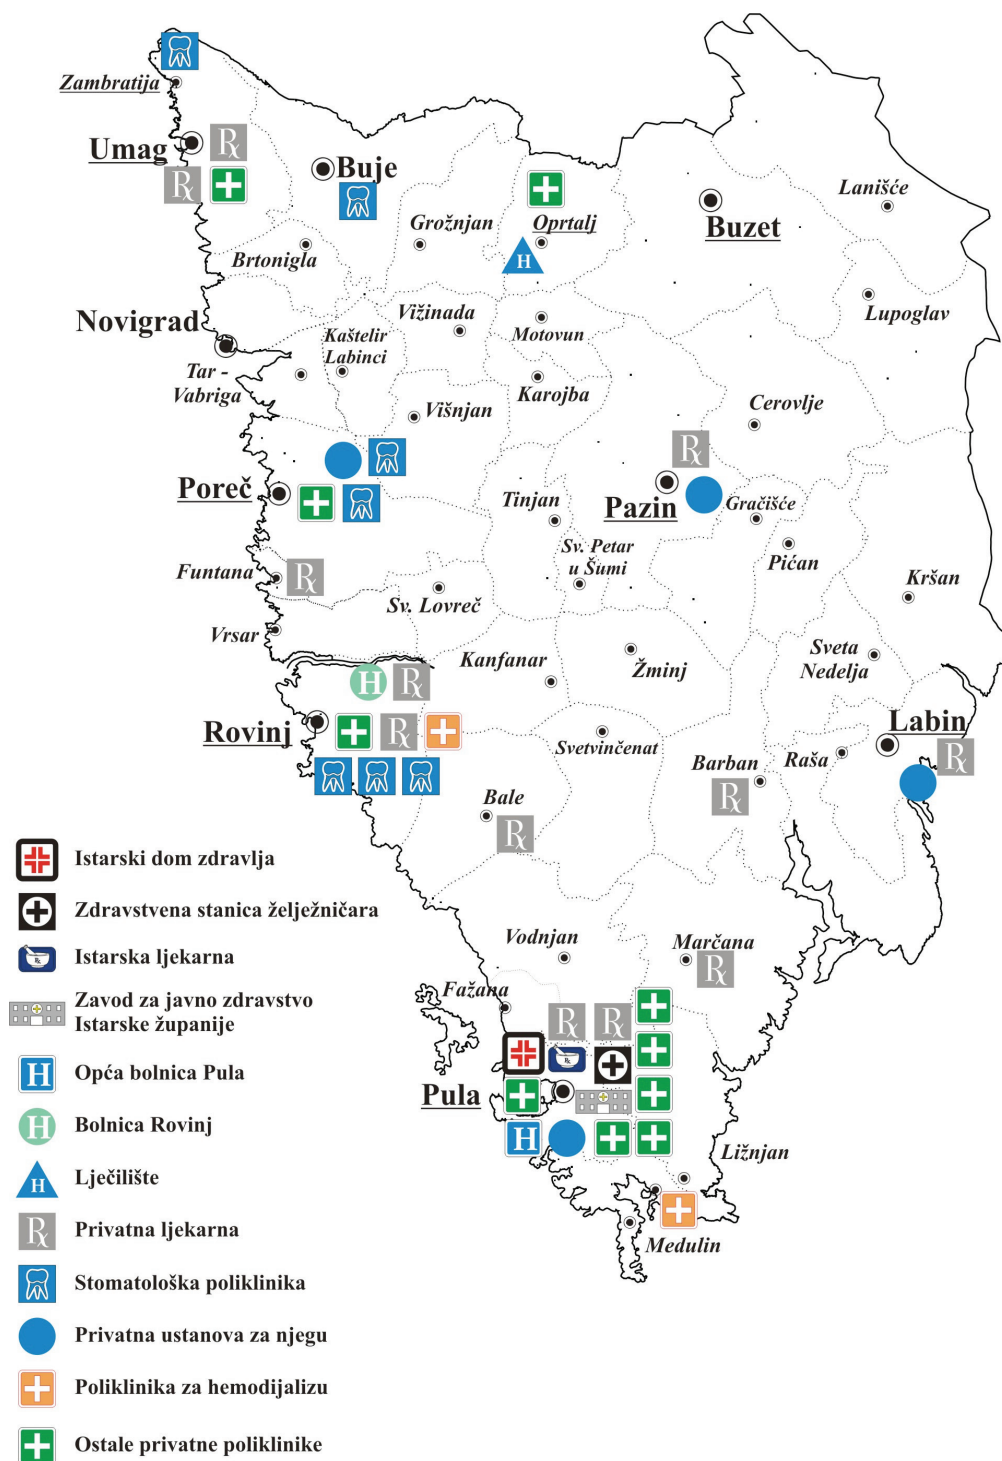 Zambratija
Umag
Buje
Lanišće
Buzet
Grožnjan
Oprtalj
Brtonigla
H
Lupoglav
Novigrad
Vižinada
Motovun
Kaštelir
Labinci
Tar -
Vabriga
Karojba
Višnjan
Cerovlje
Poreč
Tinjan
Pazin
Gračišće
Sv. Petar
u Šumi
Pićan
Funtana
Kršan
Sv. Lovreč
Vrsar
Kanfanar
Žminj
Sveta
Nedelja
H
Rovinj
Labin
Svetvinčenat
Barban
Raša
Bale
Vodnjan
Marčana
Fažana
Pula
H
Ližnjan
Medulin
Istarski dom zdravlja
Zdravstvena stanica želježničara
Istarska ljekarna
Zavod za javno zdravstvo
Istarske županije
H Opća bolnica Pula
H Bolnica Rovinj
H Lječilište
Rx Privatna ljekarna
Stomatološka poliklinika
Privatna ustanova za njegu
Poliklinika za hemodijalizu
Ostale privatne poliklinike